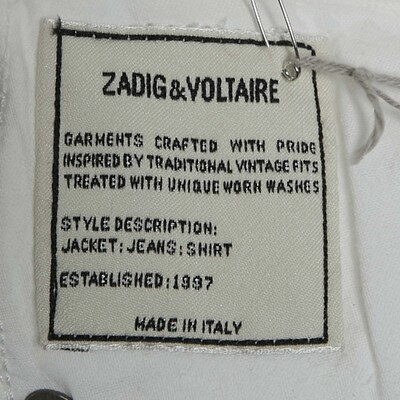 ZADIG&VOLTAIRE
GARMENTS CRAFTED WITH PRIDE
INSPIRED BY TRADITIONAL VINTAGE FITS
TREATED WITH UNIQUE WORN WASHES
STYLE DESCRIPTION:
JACKET: JEANS: SHIRT
ESTABLISHED: 1997
MADE IN ITALY